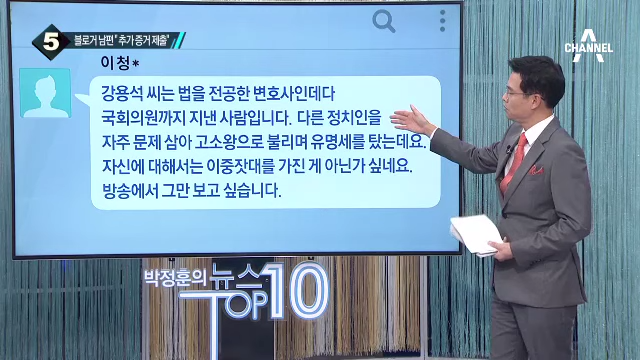 5 블로거 남편 "추가 증거 제출"
CHANNEL A
이 청*
강용석 씨는 법을 전공한 변호사인데다
국회의원까지 지낸 사람입니다. 다른 정치인을
자주 문제 삼아 고소왕으로 불리며 유명세를 탔는데요.
자신에 대해서는 이중잣대를 가진 게 아닌가 싶네요.
방송에서 그만 보고 싶습니다.
박정훈의 뉴스 TOP10